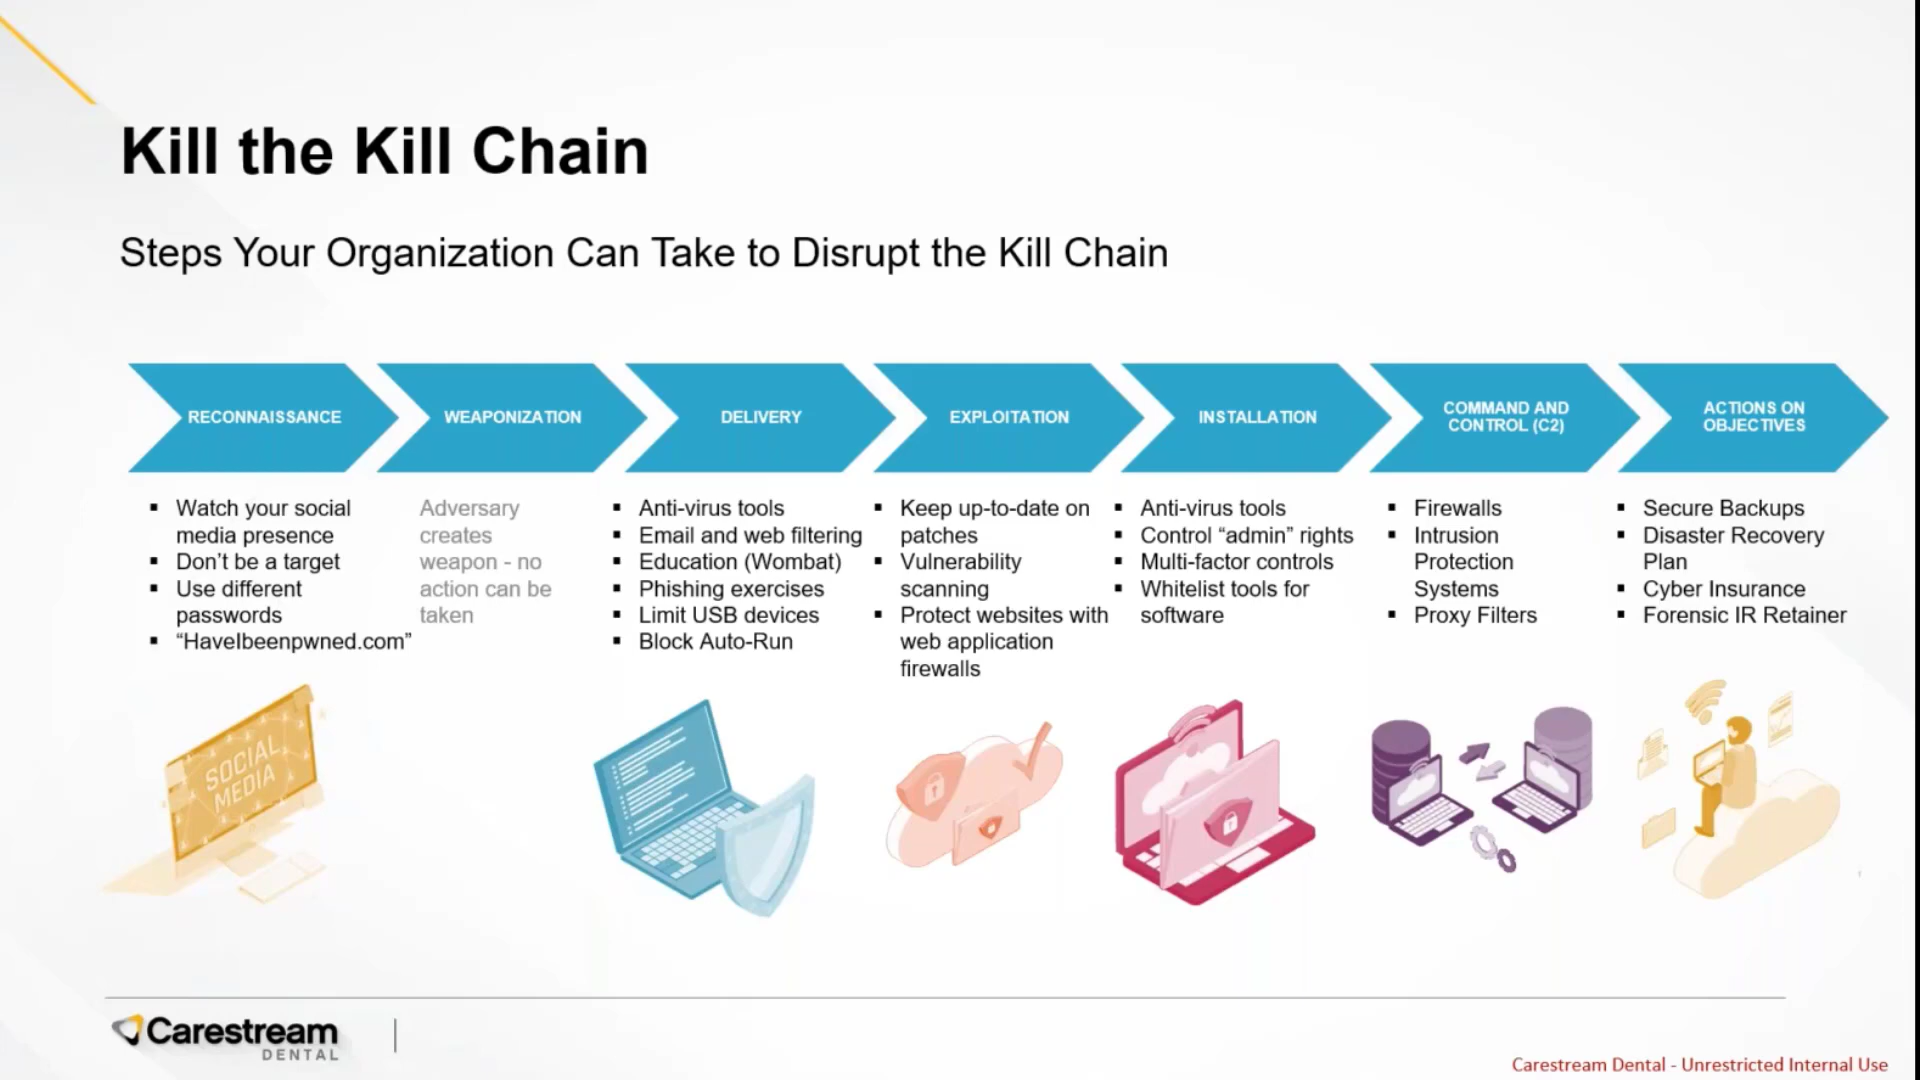 Kill the Kill Chain
Steps Your Organization Can Take to Disrupt the Kill Chain
RECONNAISSANCE
▪ Watch your social
media presence
▪ Don’t be a target
▪ Use different
passwords
▪ “HaveIbeenpwned.com”
SOCIAL
MEDIA
WEAPONIZATION
Adversary
creates
weapon - no
action can be
taken
DELIVERY
▪ Anti-virus tools
▪ Email and web filtering
▪ Education (Wombat)
▪ Phishing exercises
▪ Limit USB devices
▪ Block Auto-Run
EXPLOITATION
▪ Keep up-to-date on
patches
▪ Vulnerability
scanning
▪ Protect websites with
web application
firewalls
INSTALLATION
▪ Anti-virus tools
▪ Control “admin” rights
▪ Multi-factor controls
▪ Whitelist tools for
software
COMMAND AND
CONTROL (C2)
▪ Firewalls
▪ Intrusion
Protection
Systems
▪ Proxy Filters
ACTIONS ON
OBJECTIVES
▪ Secure Backups
▪ Disaster Recovery
Plan
▪ Cyber Insurance
▪ Forensic IR Retainer
Carestream
DENTAL
Carestream Dental - Unrestricted Internal Use